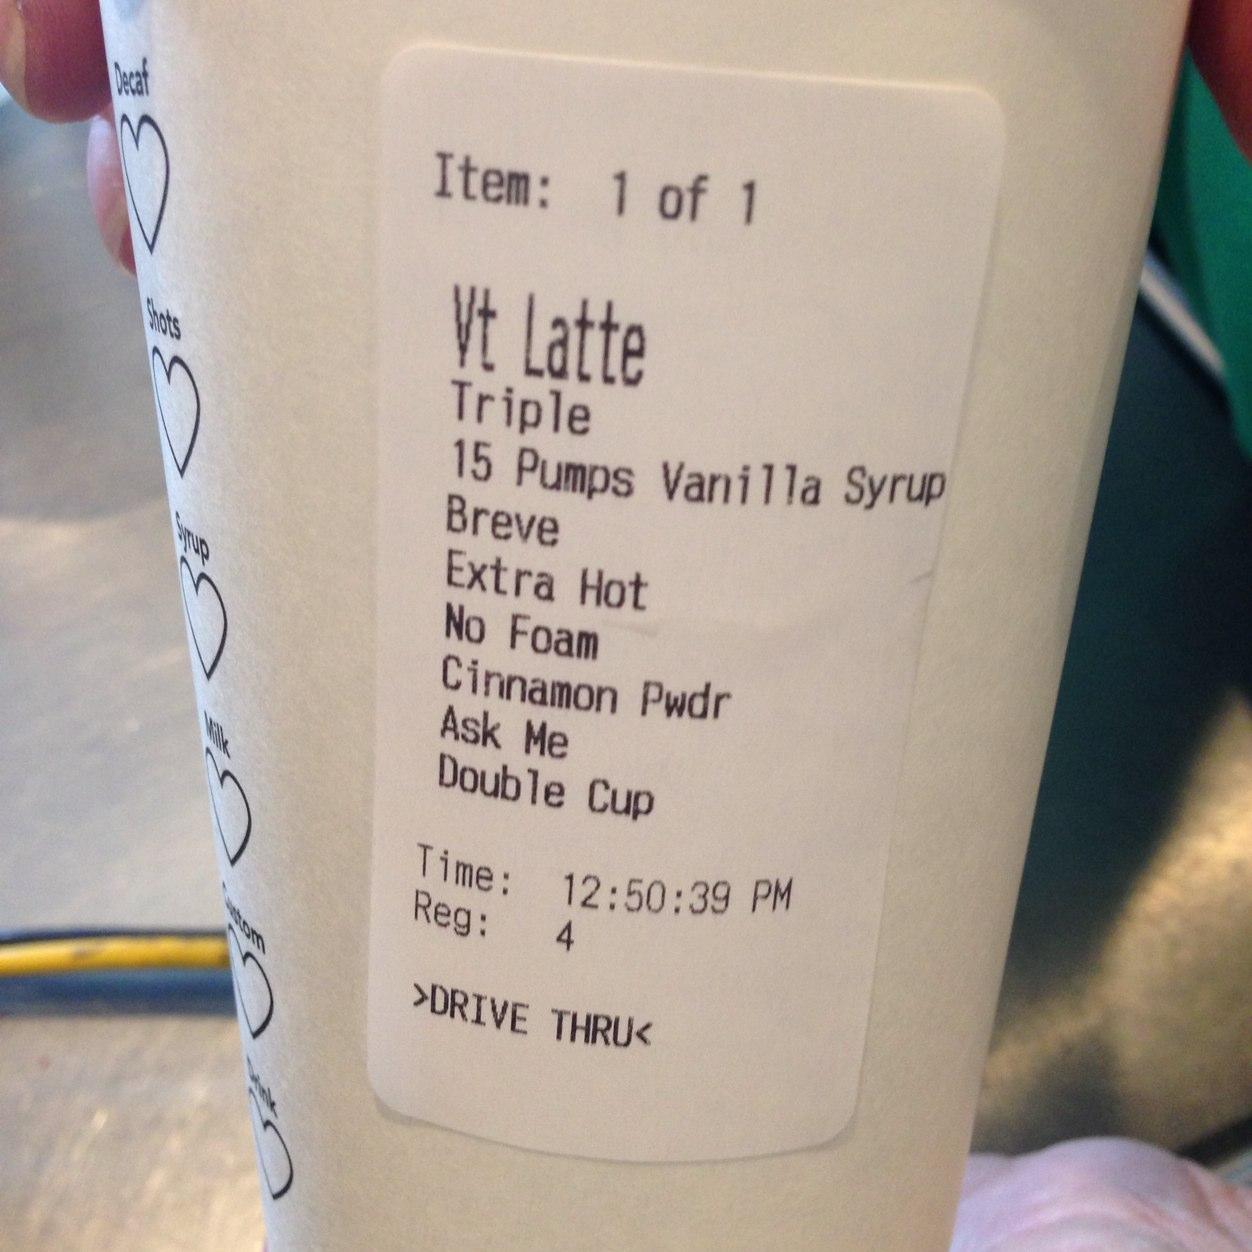 Decaf
Shots
Syrup
Milk
Custom
Drink
Item: 1 of 1
Vt Latte
Triple
15 Pumps Vanilla Syrup
Breve
Extra Hot
No Foam
Cinnamon Pwdr
Ask Me
Double Cup
Time: 12:50:39 PM
Reg: 4
>DRIVE THRU<